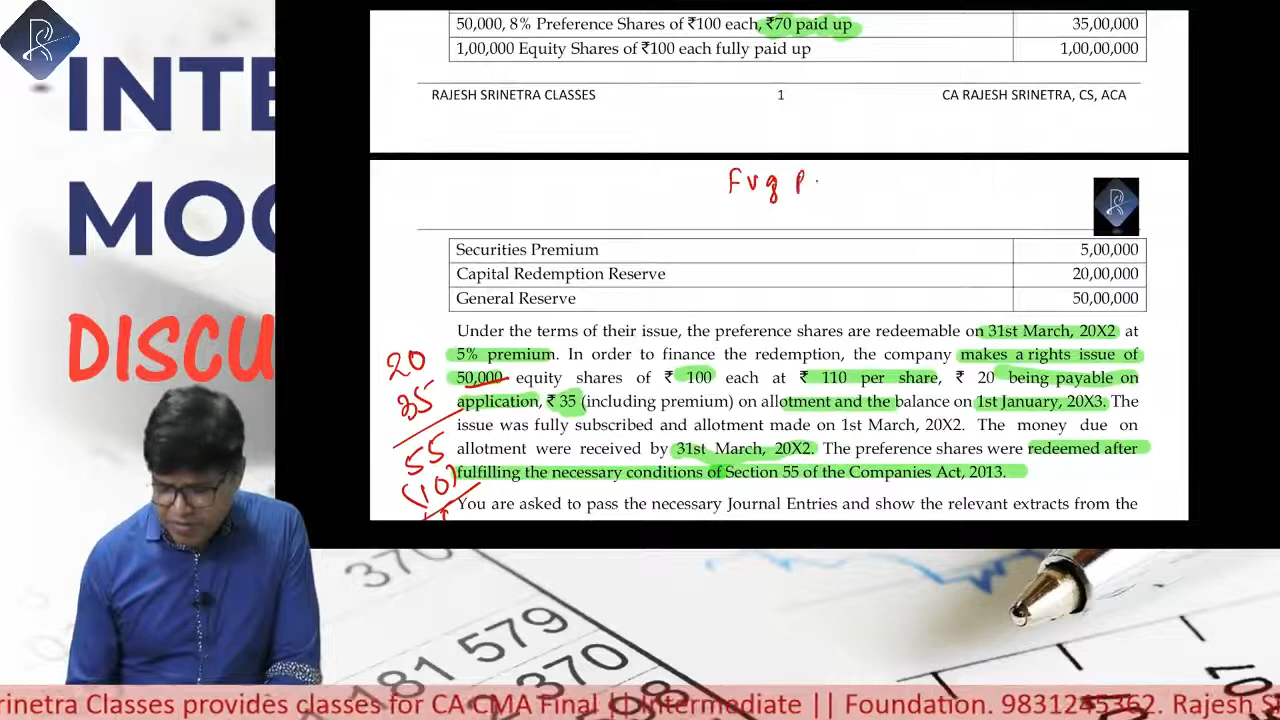 50,000, 8% Preference Shares of ₹100 each, ₹70 paid up 35,00,000
1,00,000 Equity Shares of ₹100 each fully paid up 1,00,00,000
RAJESH SRINETRA CLASSES 1 CA RAJESH SRINETRA, CS, ACA
INTE
MOC
DISCU
FV of P
Securities Premium 5,00,000
Capital Redemption Reserve 20,00,000
General Reserve 50,00,000
Under the terms of their issue, the preference shares are redeemable on 31st March, 20X2 at
5% premium. In order to finance the redemption, the company makes a rights issue of
50,000 equity shares of ₹ 100 each at ₹ 110 per share, ₹ 20 being payable on
application, ₹ 35 (including premium) on allotment and the balance on 1st January, 20X3. The
issue was fully subscribed and allotment made on 1st March, 20X2. The money due on
allotment were received by 31st March, 20X2. The preference shares were redeemed after
fulfilling the necessary conditions of Section 55 of the Companies Act, 2013.
You are asked to pass the necessary Journal Entries and show the relevant extracts from the
20
35
55
(10)
370
181
579
370
rinetra Classes provides classes for CA CMA Final || Intermediate || Foundation. 9831245362. Rajesh S